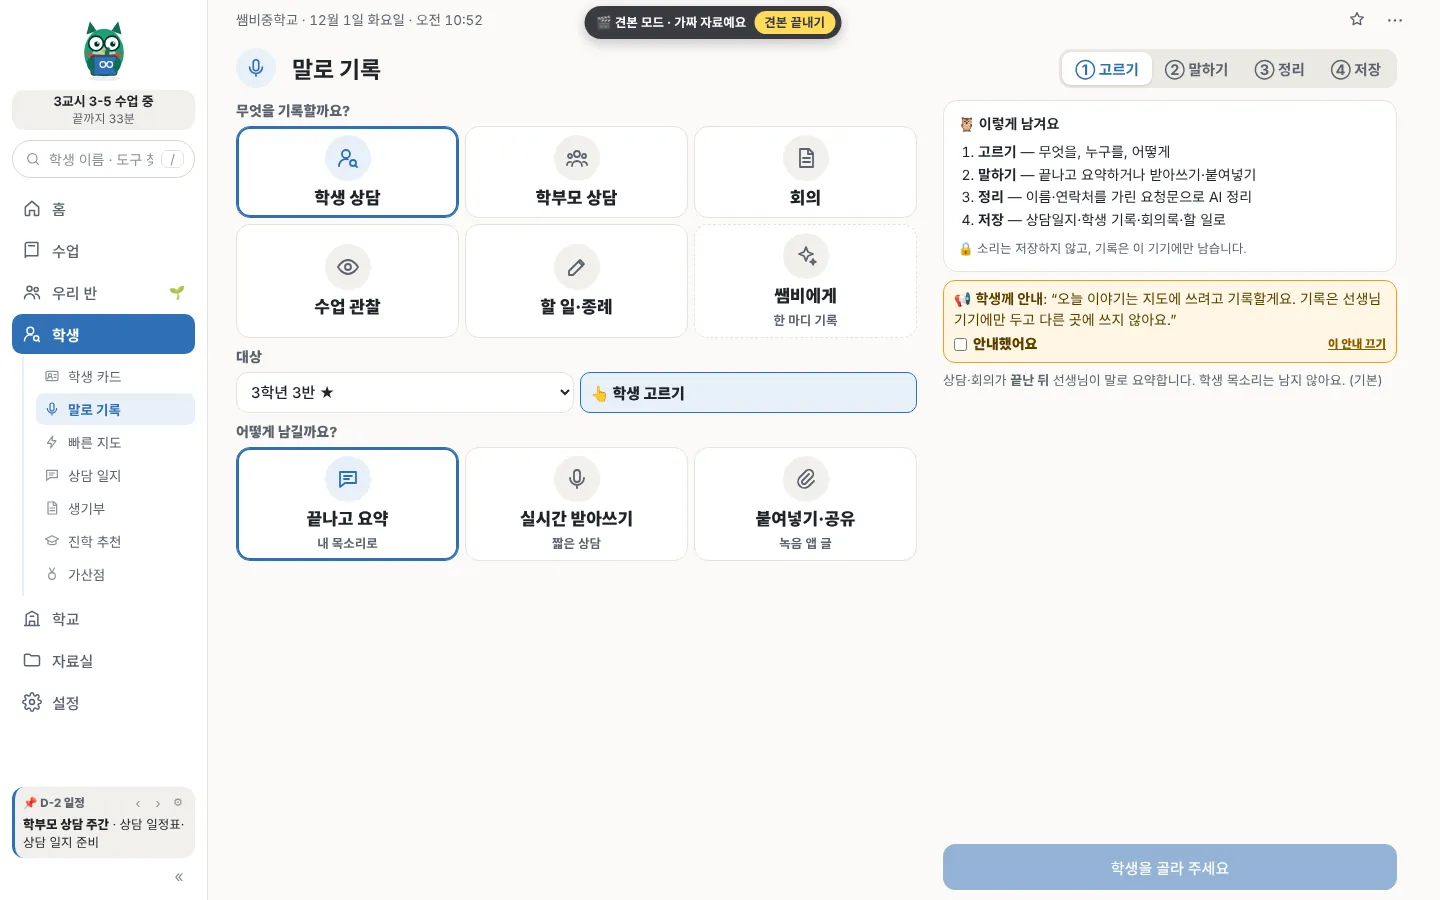 쌤비중학교 · 12월 1일 화요일 · 오전 10:52
🎬 견본 모드 · 가짜 자료예요 견본 끝내기
3교시 3-5 수업 중
끝까지 33분
학생 이름 · 도구 /
홈
수업
우리 반 🌱
학생
학생 카드
말로 기록
빠른 지도
상담 일지
생기부
진학 추천
가산점
학교
자료실
설정
📌 D-2 일정 ‹ › ⚙
학부모 상담 주간 · 상담 일정표·
상담 일지 준비
«
말로 기록
① 고르기 ② 말하기 ③ 정리 ④ 저장
무엇을 기록할까요?
학생 상담
학부모 상담
회의
수업 관찰
할 일·종례
쌤비에게
한 마디 기록
대상
3학년 3반 ★
👆 학생 고르기
어떻게 남길까요?
끝나고 요약
내 목소리로
실시간 받아쓰기
짧은 상담
붙여넣기·공유
녹음 앱 글
🦉 이렇게 남겨요
1. 고르기 — 무엇을, 누구를, 어떻게
2. 말하기 — 끝나고 요약하거나 받아쓰기·붙여넣기
3. 정리 — 이름·연락처를 가린 요청문으로 AI 정리
4. 저장 — 상담일지·학생 기록·회의록·할 일로
🔒 소리는 저장하지 않고, 기록은 이 기기에만 남습니다.
📢 학생께 안내: “오늘 이야기는 지도에 쓰려고 기록할게요. 기록은 선생님
기기에만 두고 다른 곳에 쓰지 않아요.”
안내했어요
이 안내 끄기
상담·회의가 끝난 뒤 선생님이 말로 요약합니다. 학생 목소리는 남지 않아요. (기본)
학생을 골라 주세요